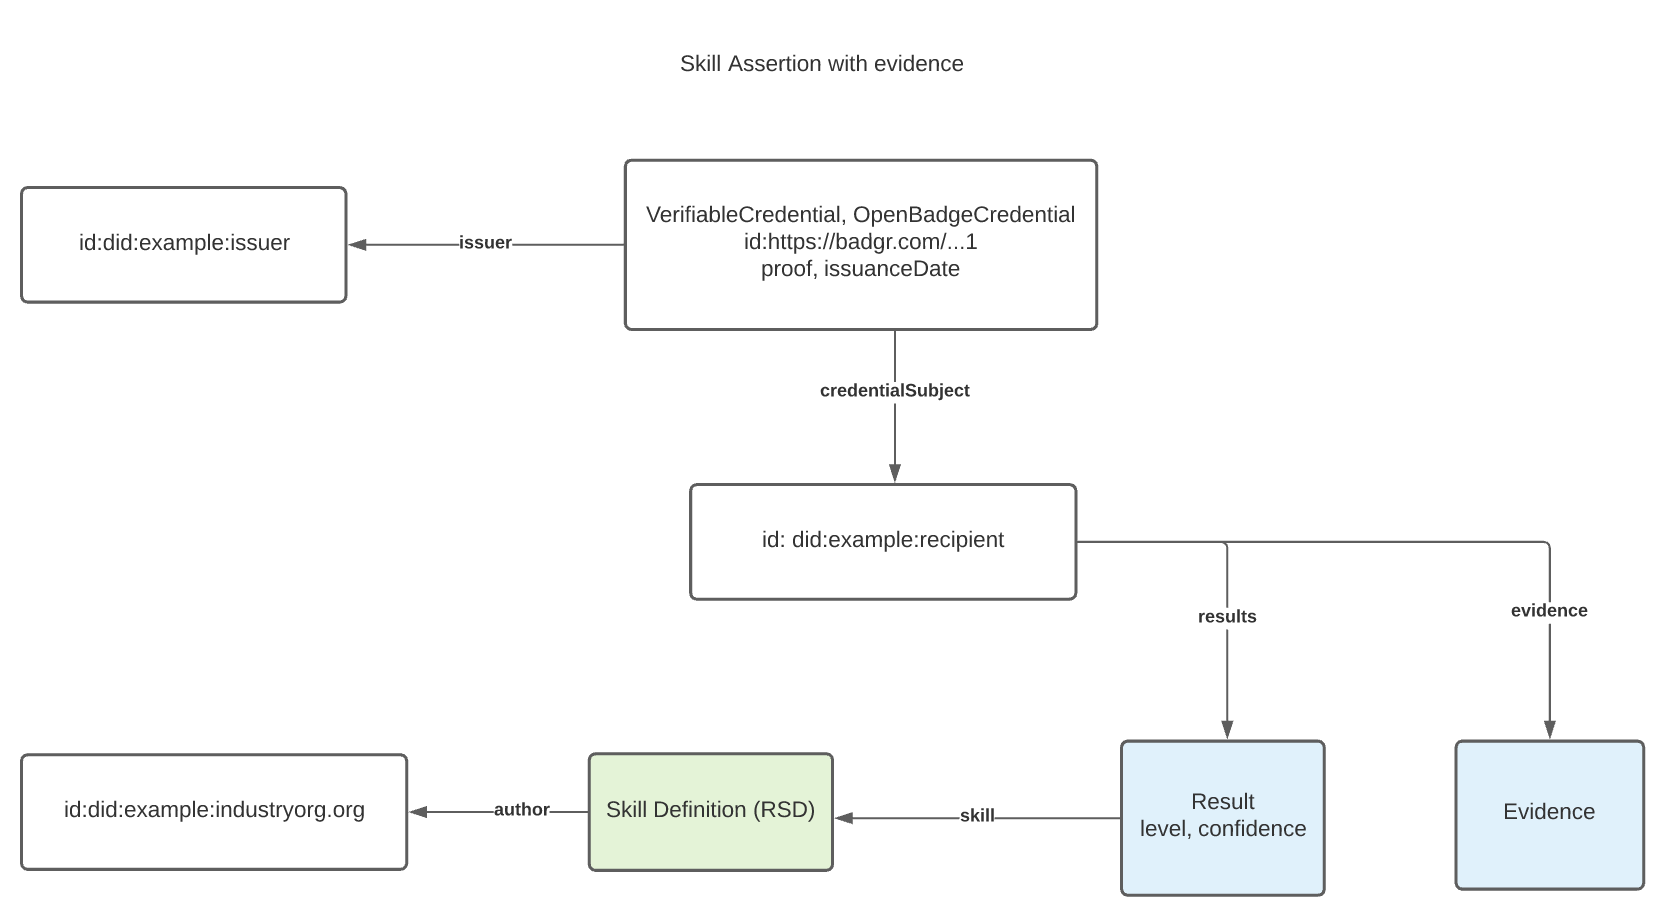 Skill Assertion with evidence
VerifiableCredential, OpenBadgeCredential
id:https://badgr.com/...1
proof, issuanceDate
issuer
id:did:example:issuer
credentialSubject
id: did:example:recipient
results
evidence
Result
level, confidence
Evidence
skill
Skill Definition (RSD)
author
id:did:example:industryorg.org